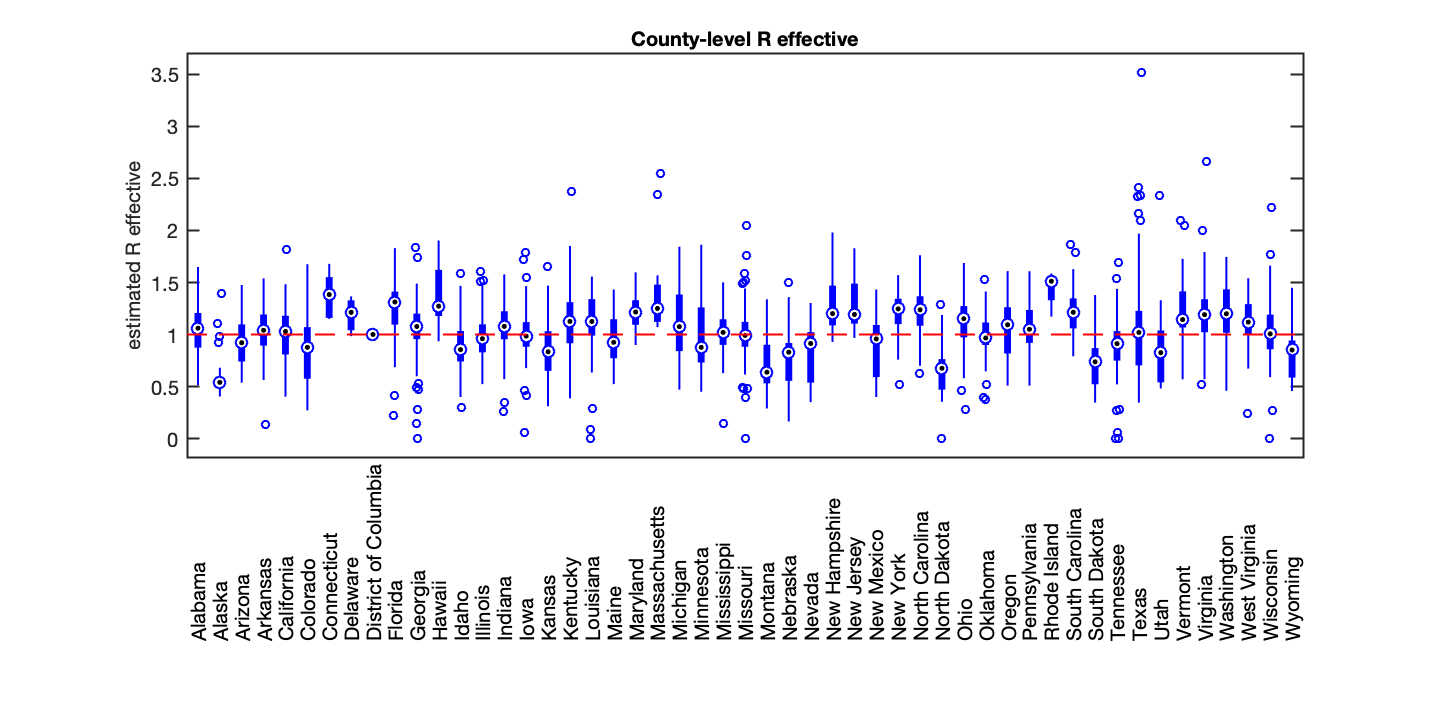 County-level R effective
estimated R effective
3.5
3
2.5
2
1.5
1
0.5
0
Alabama
Alaska
Arizona
Arkansas
California
Colorado
Connecticut
Delaware
District of Columbia
Florida
Georgia
Hawaii
Idaho
Illinois
Indiana
Iowa
Kansas
Kentucky
Louisiana
Maine
Maryland
Massachusetts
Michigan
Minnesota
Mississippi
Missouri
Montana
Nebraska
Nevada
New Hampshire
New Jersey
New Mexico
New York
North Carolina
North Dakota
Ohio
Oklahoma
Oregon
Pennsylvania
Rhode Island
South Carolina
South Dakota
Tennessee
Texas
Utah
Vermont
Virginia
Washington
West Virginia
Wisconsin
Wyoming